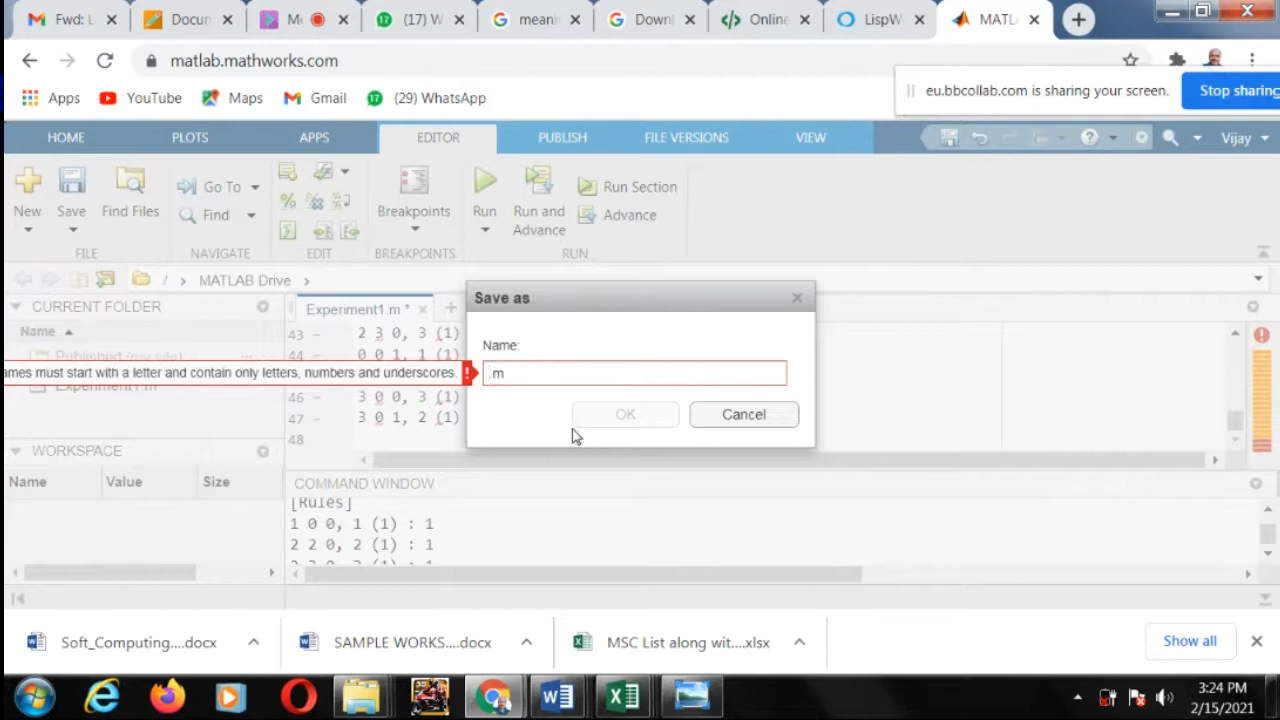 Fwd: L
Docur
Me
(17) W
meani
Downl
Online
LispW
MATL
matlab.mathworks.com
eu.bbcollab.com is sharing your screen.
Stop sharing
Apps
YouTube
Maps
Gmail
(29) WhatsApp
HOME
PLOTS
APPS
EDITOR
PUBLISH
FILE VERSIONS
VIEW
Vijay
New
Save
Find Files
Go To
Find
Breakpoints
Run
Run and Advance
Run Section
Advance
FILE
NAVIGATE
EDIT
BREAKPOINTS
RUN
/ > MATLAB Drive >
CURRENT FOLDER
Name
Published (my site)
Experiment1.m
Experiment1.m *
43 – 2 3 0, 3 (1)
44 – 0 0 1, 1 (1)
46 – 3 0 0, 3 (1)
47 – 3 0 1, 2 (1)
48
Save as
Name:
ames must start with a letter and contain only letters, numbers and underscores.
.m
OK
Cancel
WORKSPACE
Name
Value
Size
COMMAND WINDOW
[Rules]
1 0 0, 1 (1) : 1
2 2 0, 2 (1) : 1
Soft_Computing....docx
SAMPLE WORKS....docx
MSC List along wit....xlsx
Show all
3:24 PM
2/15/2021